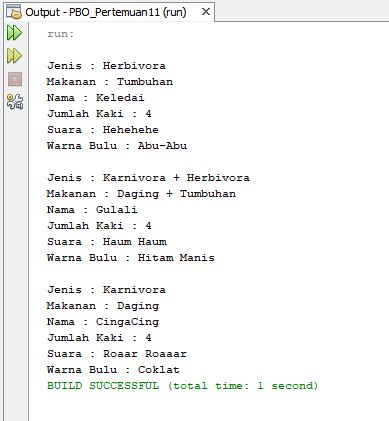 Output - PBO_Pertemuan11 (run)
run:
Jenis : Herbivora
Makanan : Tumbuhan
Nama : Keledai
Jumlah Kaki : 4
Suara : Hehehehe
Warna Bulu : Abu-Abu
Jenis : Karnivora + Herbivora
Makanan : Daging + Tumbuhan
Nama : Gulali
Jumlah Kaki : 4
Suara : Haum Haum
Warna Bulu : Hitam Manis
Jenis : Karnivora
Makanan : Daging
Nama : CingaCing
Jumlah Kaki : 4
Suara : Roaar Roaaar
Warna Bulu : Coklat
BUILD SUCCESSFUL (total time: 1 second)